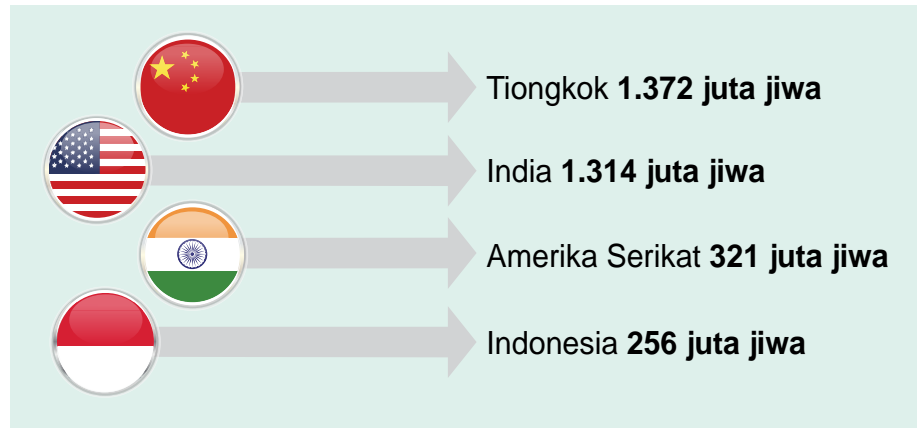 Tiongkok 1.372 juta jiwa
India 1.314 juta jiwa
Amerika Serikat 321 juta jiwa
Indonesia 256 juta jiwa